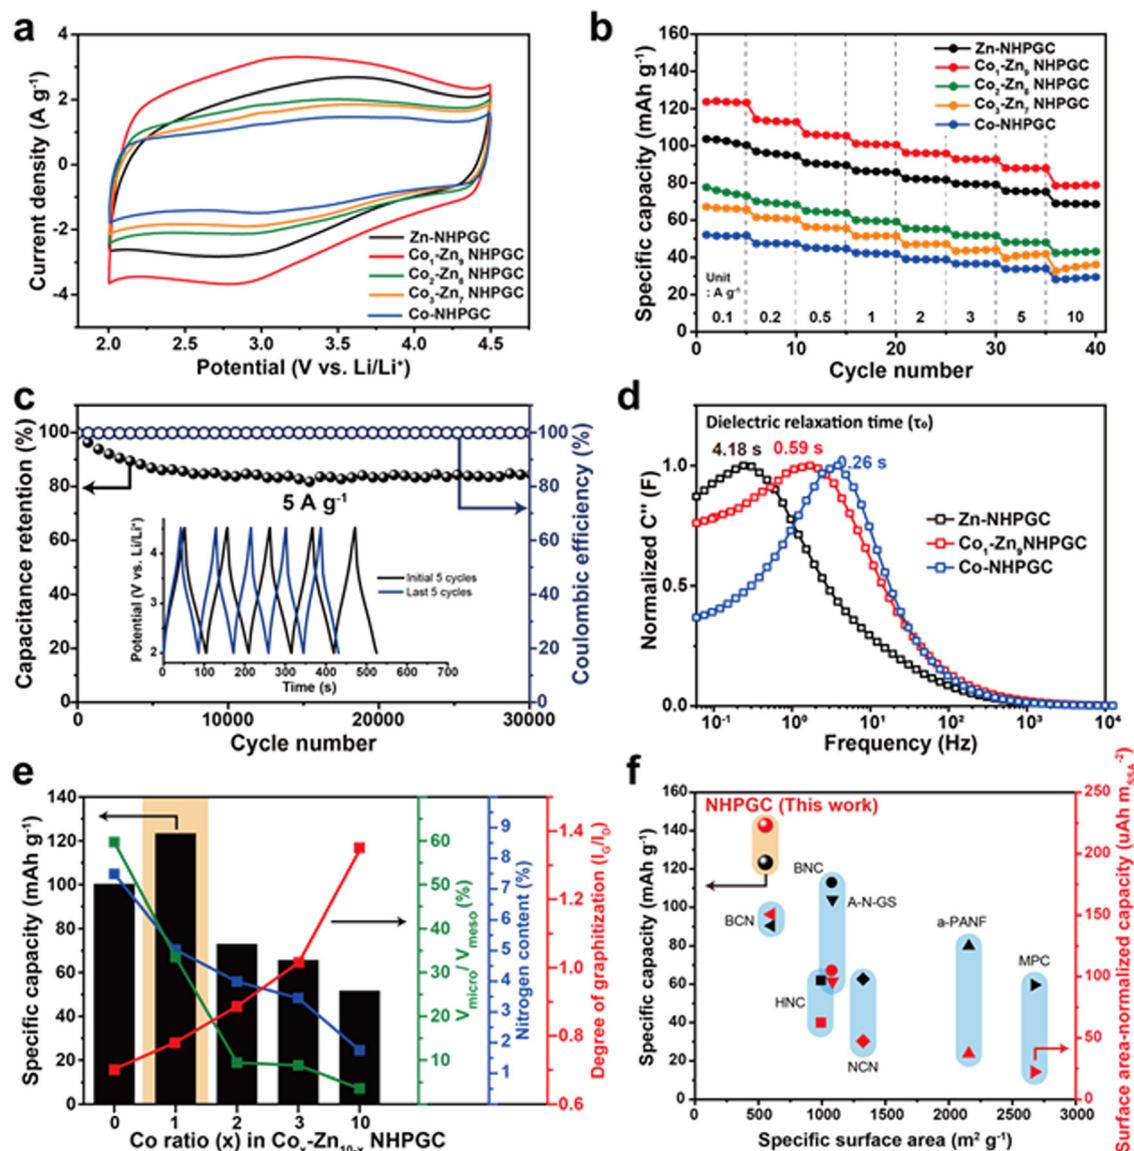 a
4
2
0
-2
-4
Current density (A g⁻¹)
2.0
2.5
3.0
3.5
4.0
4.5
Potential (V vs. Li/Li⁺)
Zn-NHPGC
Co₁-Zn₉ NHPGC
Co₂-Zn₈ NHPGC
Co₃-Zn₇ NHPGC
Co-NHPGC
b
160
140
120
100
80
60
40
20
0
Specific capacity (mAh g⁻¹)
Zn-NHPGC
Co₁-Zn₉ NHPGC
Co₂-Zn₈ NHPGC
Co₃-Zn₇ NHPGC
Co-NHPGC
Unit
: A g⁻¹
0.1 0.2 0.5 1 2 3 5 10
0 10 20 30 40
Cycle number
c
100
80
60
40
20
0
Capacitance retention (%)
5 A g⁻¹
100
80
60
40
20
0
Coulombic efficiency (%)
Potential (V vs. Li/Li⁺)
4
3
2
0 100 200 300 400 500 600 700
Time (s)
Initial 5 cycles
Last 5 cycles
0 10000 20000 30000
Cycle number
d
Dielectric relaxation time (τ₀)
4.18 s
0.59 s
0.26 s
1.0
0.5
0.0
Normalized C" (F)
Zn-NHPGC
Co₁-Zn₉NHPGC
Co-NHPGC
10⁻¹ 10⁰ 10¹ 10² 10³ 10⁴
Frequency (Hz)
e
140
120
100
80
60
40
20
0
Specific capacity (mAh g⁻¹)
0 1 2 3 10
Co ratio (x) in Coₓ-Zn₁₀₋ₓ NHPGC
60
50
40
30
20
10
V_micro/ V_meso (%)
9
8
7
5
4
3
2
1
Nitrogen content (%)
1.4
1.2
1.0
0.8
0.6
Degree of graphitization (I_G/I_D)
f
160
140
120
100
80
60
40
20
0
Specific capacity (mAh g⁻¹)
NHPGC (This work)
BNC
A-N-GS
BCN
a-PANF
MPC
HNC
NCN
250
200
150
100
50
0
Surface area-normalized capacity (uAh m_SSA⁻²)
0 500 1000 1500 2000 2500 3000
Specific surface area (m² g⁻¹)